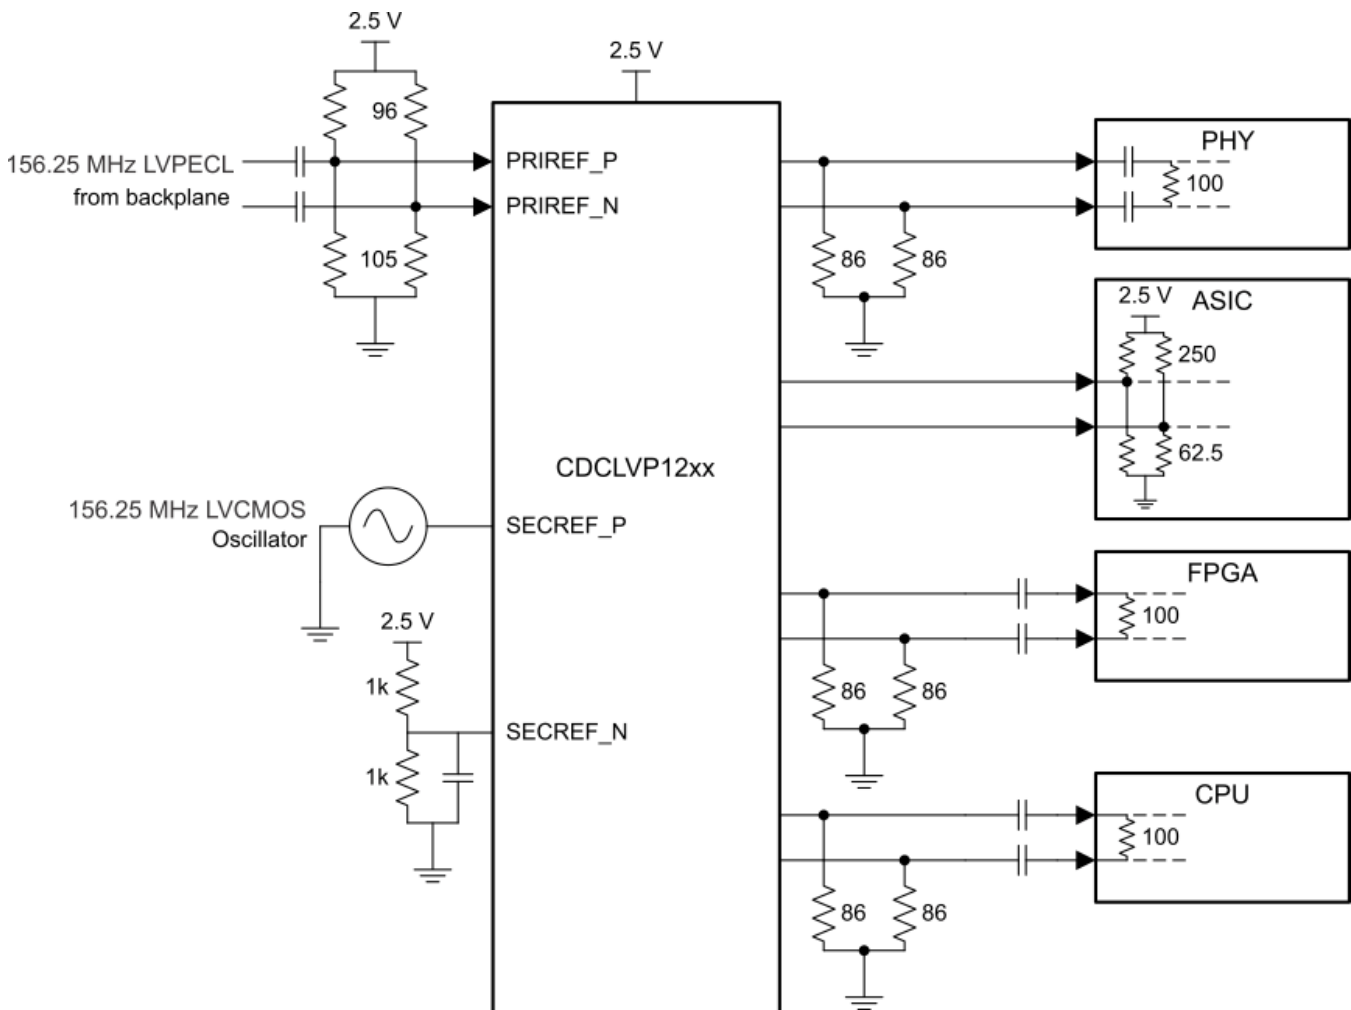 2.5 V
96
156.25 MHz LVPECL
from backplane
105
2.5 V
PRIREF_P
PRIREF_N
CDCLVP12xx
156.25 MHz LVCMOS
Oscillator
SECREF_P
2.5 V
1k
SECREF_N
1k
PHY
100
86
86
2.5 V
ASIC
250
62.5
FPGA
100
86
86
CPU
100
86
86